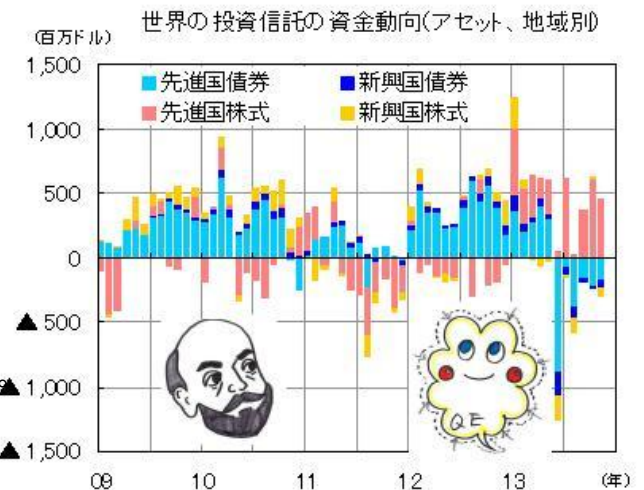 世界の投資信託の資金動向(アセット、地域別)
(百万ドル)
先進国債券 新興国債券
先進国株式 新興国株式
1,500
1,000
500
0
▲ 500
▲ 1,000
▲ 1,500
09 10 11 12 13 (年)
QE